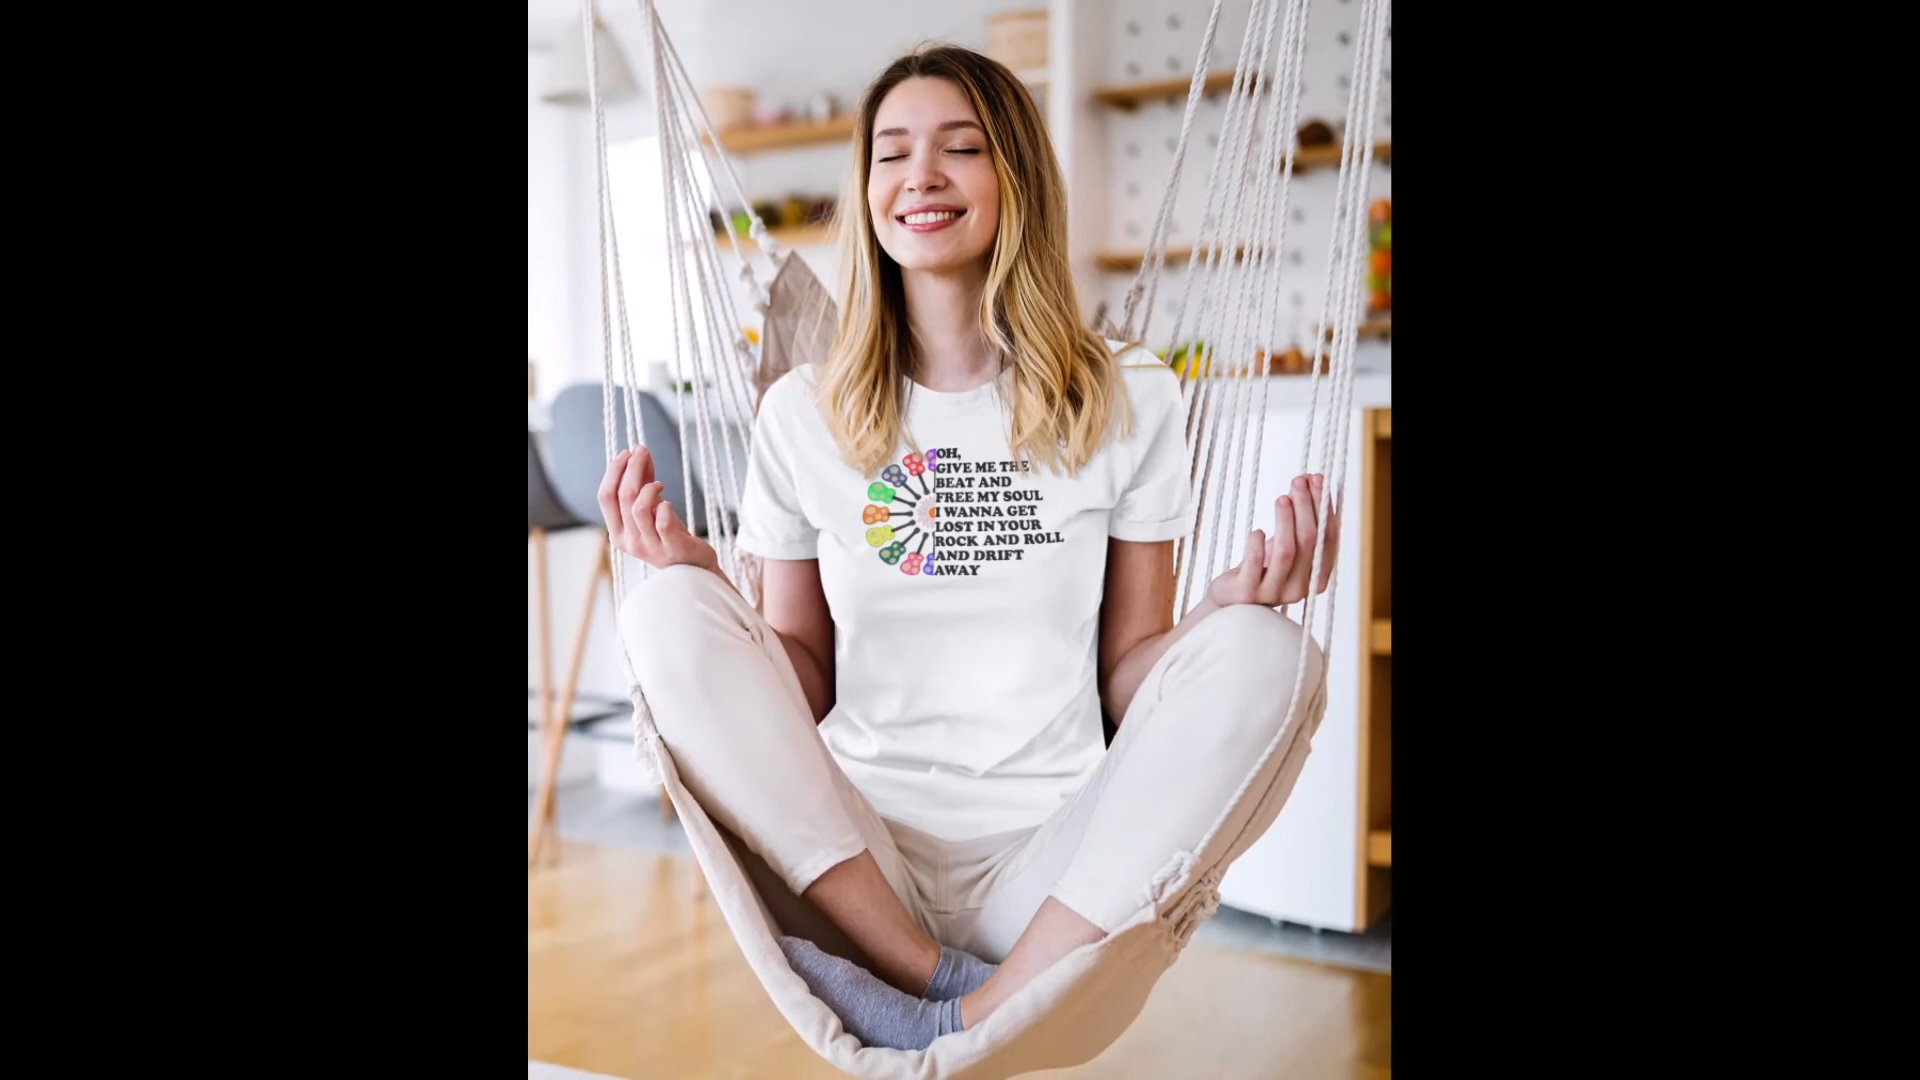 OH,
GIVE ME THE
BEAT AND
FREE MY SOUL
I WANNA GET
LOST IN YOUR
ROCK AND ROLL
AND DRIFT
AWAY